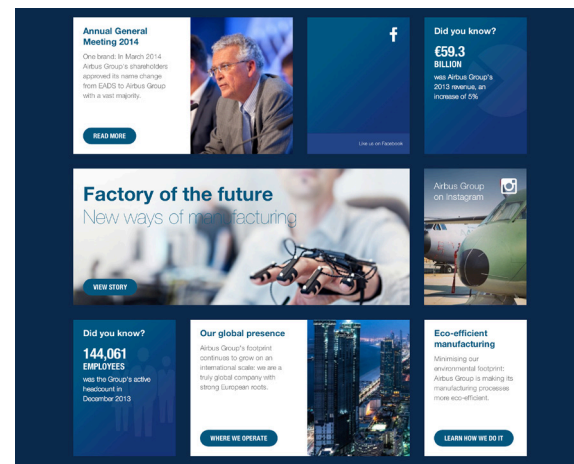 Annual General
Meeting 2014
One brand: In March 2014
Airbus Group's shareholders
approved its name change
from EADS to Airbus Group
with a vast majority.
READ MORE
f
Like us on Facebook
Did you know?
€59.3
BILLION
was Airbus Group's
2013 revenue, an
increase of 5%
Factory of the future
New ways of manufacturing
VIEW STORY
Airbus Group
on Instagram
Did you know?
144,061
EMPLOYEES
was the Group's active
headcount in
December 2013
Our global presence
Airbus Group's footprint
continues to grow on an
international scale: we are a
truly global company with
strong European roots.
WHERE WE OPERATE
Eco-efficient
manufacturing
Minimising our
environmental footprint:
Airbus Group is making its
manufacturing processes
more eco-efficient.
LEARN HOW WE DO IT